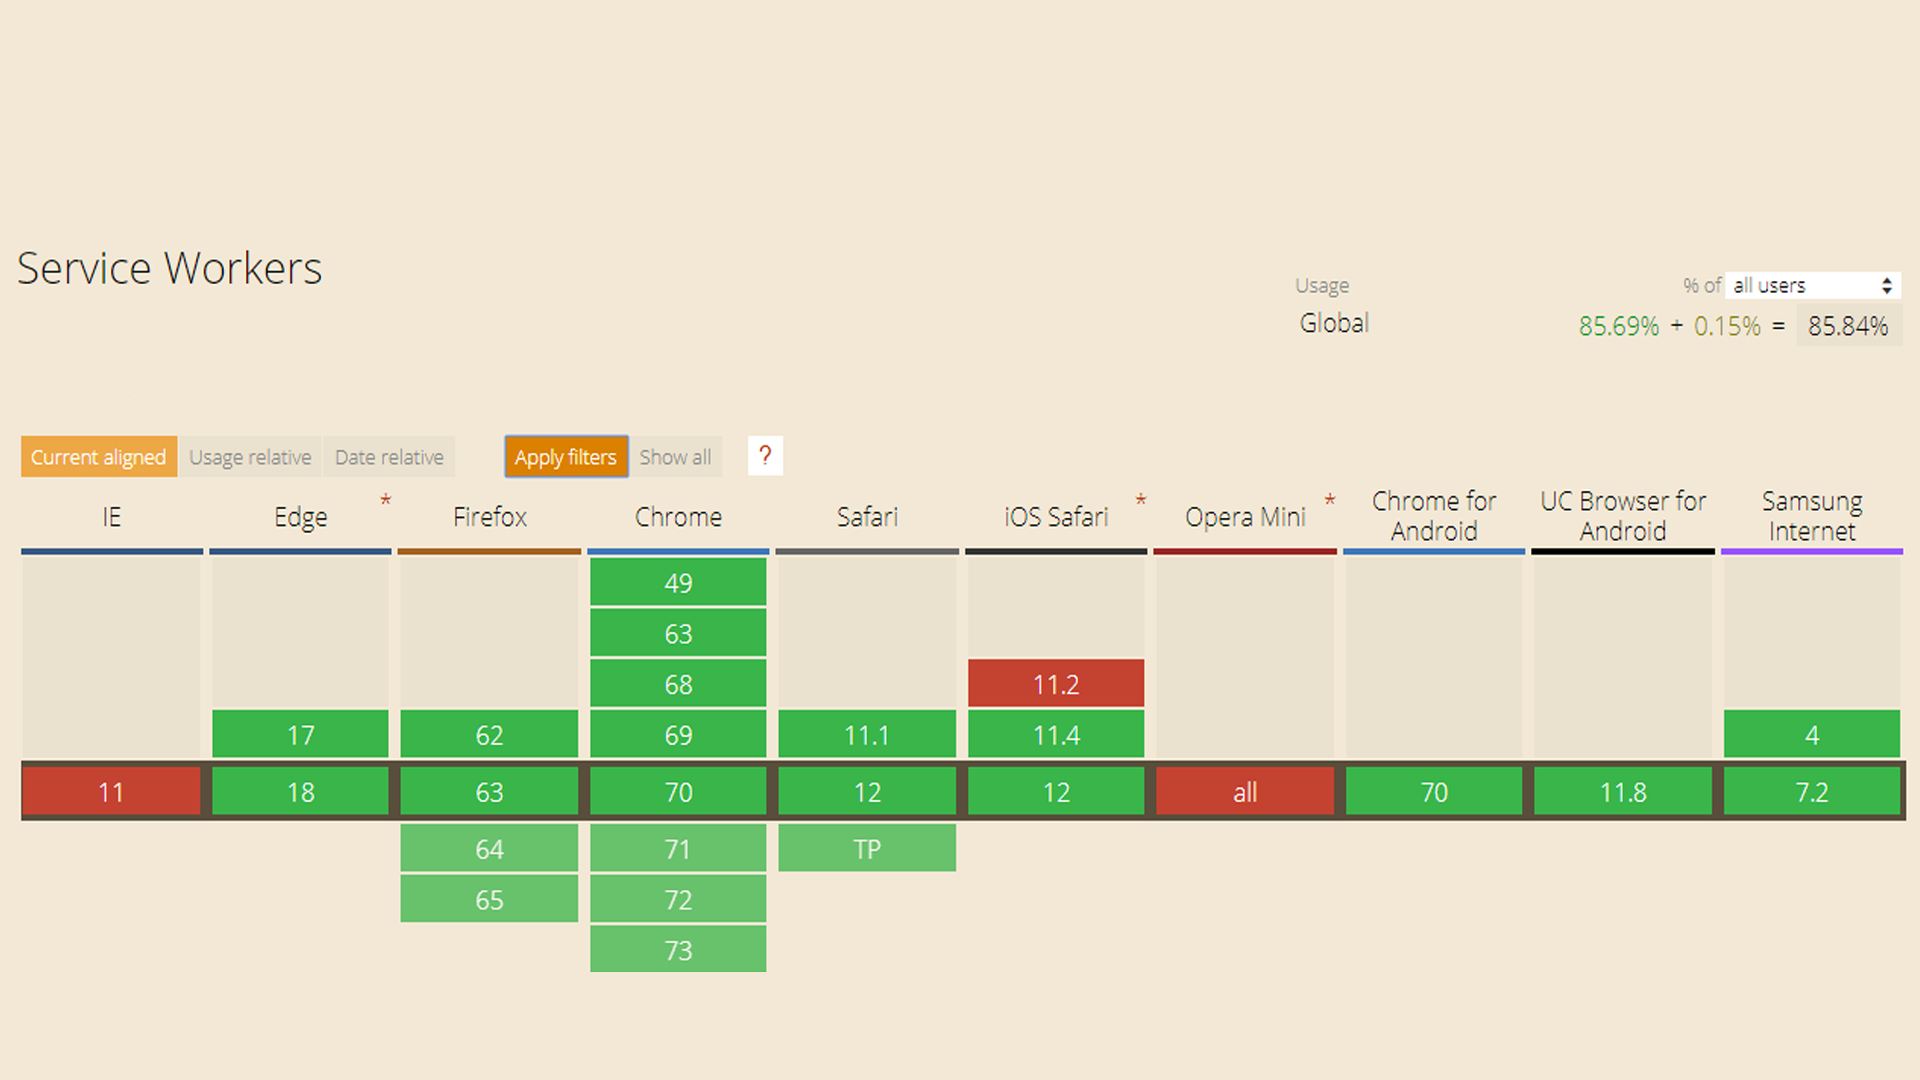 Service Workers
Usage % of all users
Global 85.69% + 0.15% = 85.84%
Current aligned Usage relative Date relative Apply filters Show all ?
IE Edge * Firefox Chrome Safari iOS Safari * Opera Mini * Chrome for Android UC Browser for Android Samsung Internet
49
63
68 11.2
17 62 69 11.1 11.4 4
11 18 63 70 12 12 all 70 11.8 7.2
64 71 TP
65 72
73